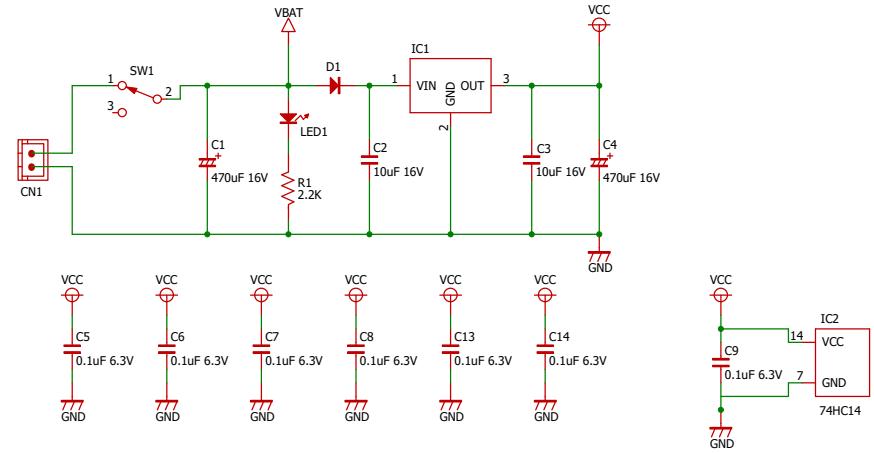 VBAT
VCC
SW1
D1
IC1
1
2
3
1
VIN
GND
OUT
3
2
LED1
C1
470uF 16V
R1
2.2K
C2
10uF 16V
C3
10uF 16V
C4
470uF 16V
CN1
GND
VCC
VCC
VCC
VCC
VCC
VCC
VCC
C5
0.1uF 6.3V
C6
0.1uF 6.3V
C7
0.1uF 6.3V
C8
0.1uF 6.3V
C13
0.1uF 6.3V
C14
0.1uF 6.3V
C9
0.1uF 6.3V
IC2
14
VCC
7
GND
74HC14
GND
GND
GND
GND
GND
GND
GND